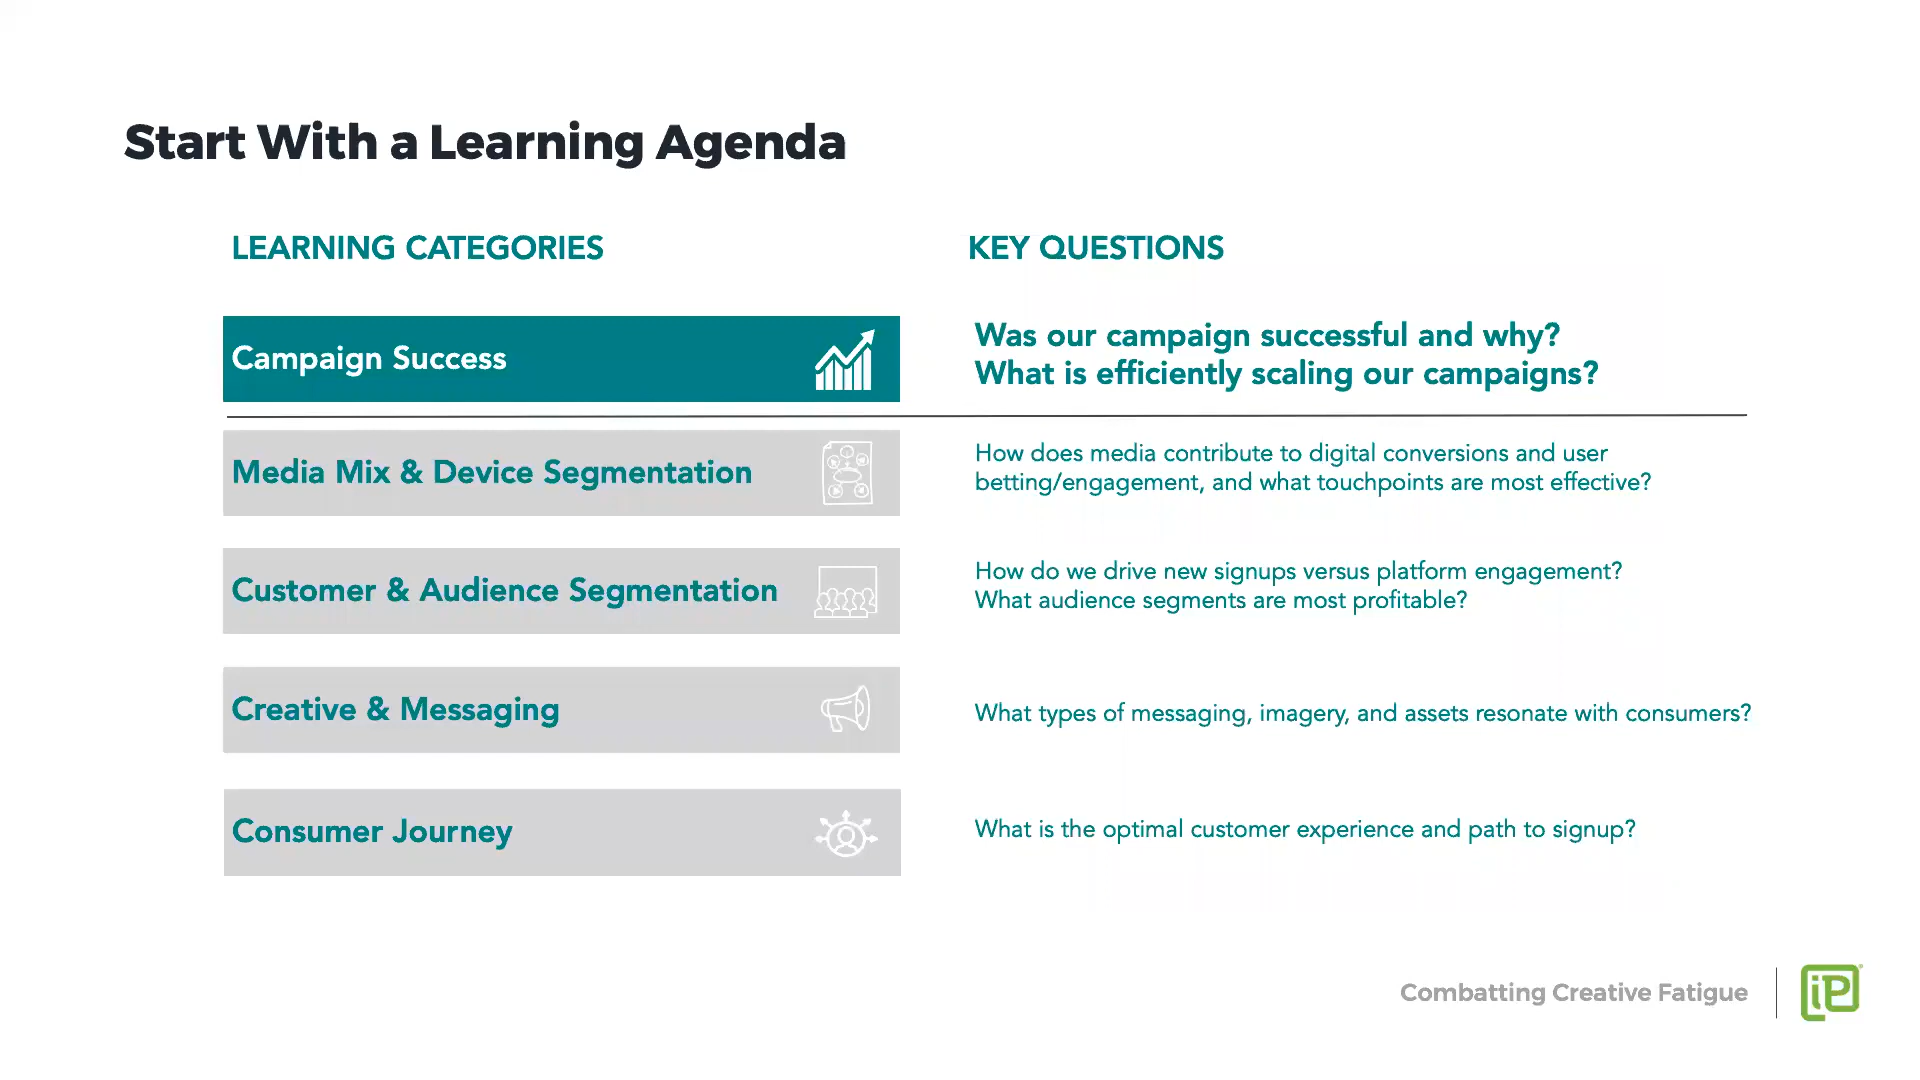 Start With a Learning Agenda
LEARNING CATEGORIES
KEY QUESTIONS
Campaign Success
Was our campaign successful and why?
What is efficiently scaling our campaigns?
Media Mix & Device Segmentation
How does media contribute to digital conversions and user
betting/engagement, and what touchpoints are most effective?
Customer & Audience Segmentation
How do we drive new signups versus platform engagement?
What audience segments are most profitable?
Creative & Messaging
What types of messaging, imagery, and assets resonate with consumers?
Consumer Journey
What is the optimal customer experience and path to signup?
Combatting Creative Fatigue
iP